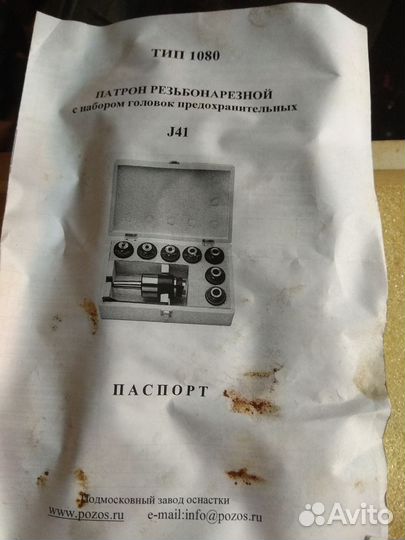 ТИП 1080
ПАТРОН РЕЗЬБОНАРЕЗНОЙ
с набором головок предохранительных
J41
ПАСПОРТ
Подмосковный завод оснастки
www.pozos.ru e-mail:info@pozos.ru
Avito